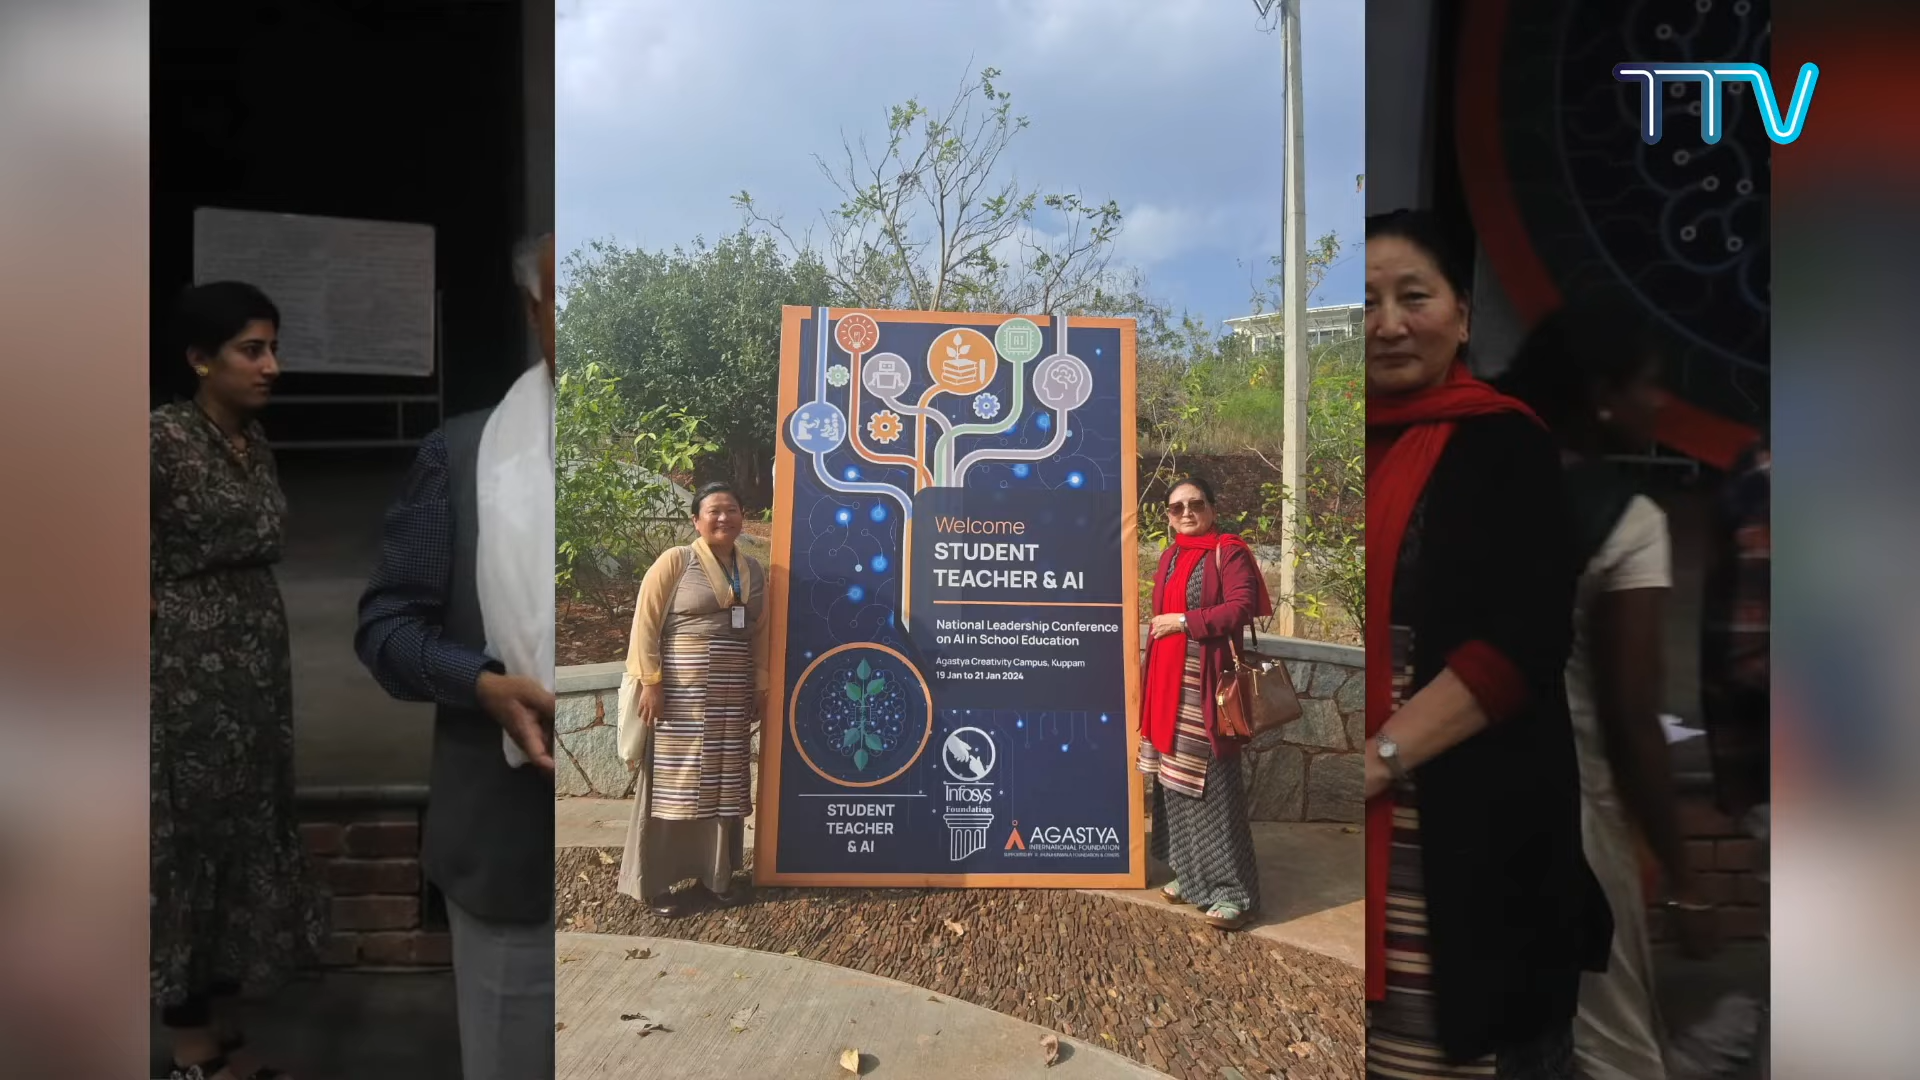 TTV
AI
Welcome
STUDENT
TEACHER & AI
National Leadership Conference
on AI in School Education
Agastya Creativity Campus, Kuppam
19 Jan to 21 Jan 2024
STUDENT
TEACHER
& AI
Infosys
Foundation
AGASTYA
INTERNATIONAL FOUNDATION